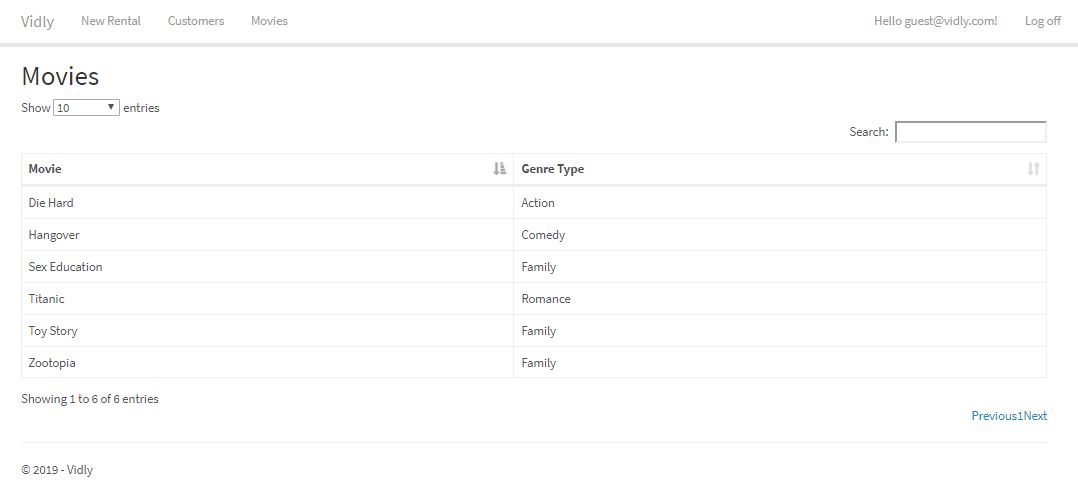 Vidly New Rental Customers Movies Hello guest@vidly.com! Log off
Movies
Show 10 entries
Search:
Movie Genre Type
Die Hard Action
Hangover Comedy
Sex Education Family
Titanic Romance
Toy Story Family
Zootopia Family
Showing 1 to 6 of 6 entries
Previous1Next
© 2019 - Vidly